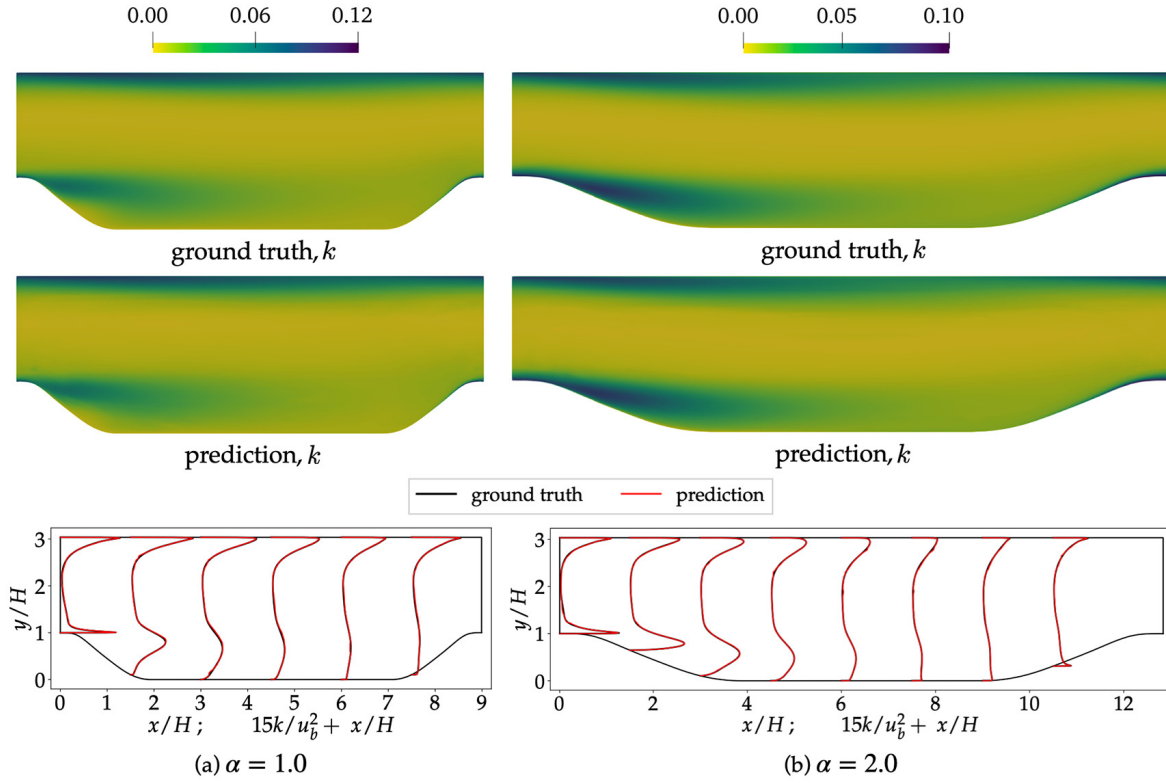 0.00 0.06 0.12
0.00 0.05 0.10
ground truth, k
ground truth, k
prediction, k
prediction, k
ground truth prediction
3
2
1
0
y/H
0 1 2 3 4 5 6 7 8 9
x/H ; 15k/u_b^2 + x/H
(a) α = 1.0
3
2
1
0
y/H
0 2 4 6 8 10 12
x/H ; 15k/u_b^2 + x/H
(b) α = 2.0